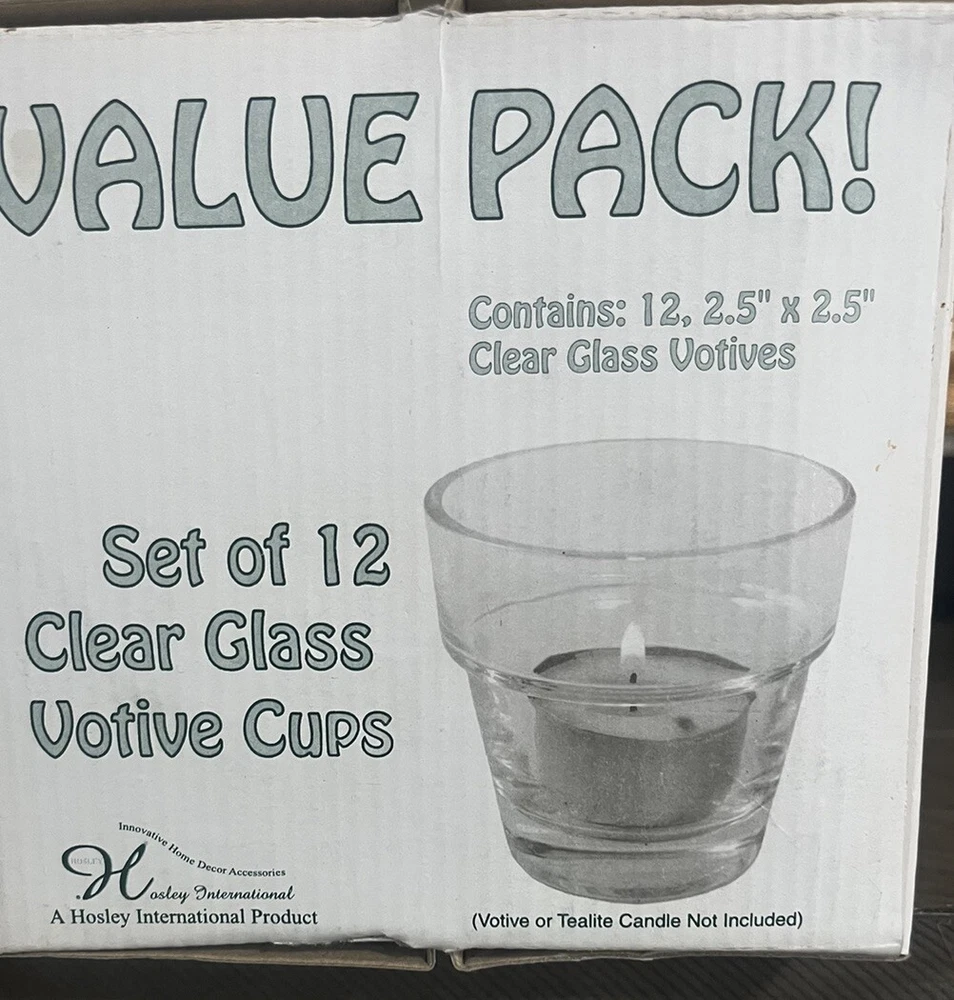 VALUE PACK!
Contains: 12, 2.5" x 2.5"
Clear Glass Votives
Set of 12
Clear Glass
Votive Cups
Innovative Home Decor Accessories
HOSLEY
Hosley International
A Hosley International Product
(Votive or Tealite Candle Not Included)